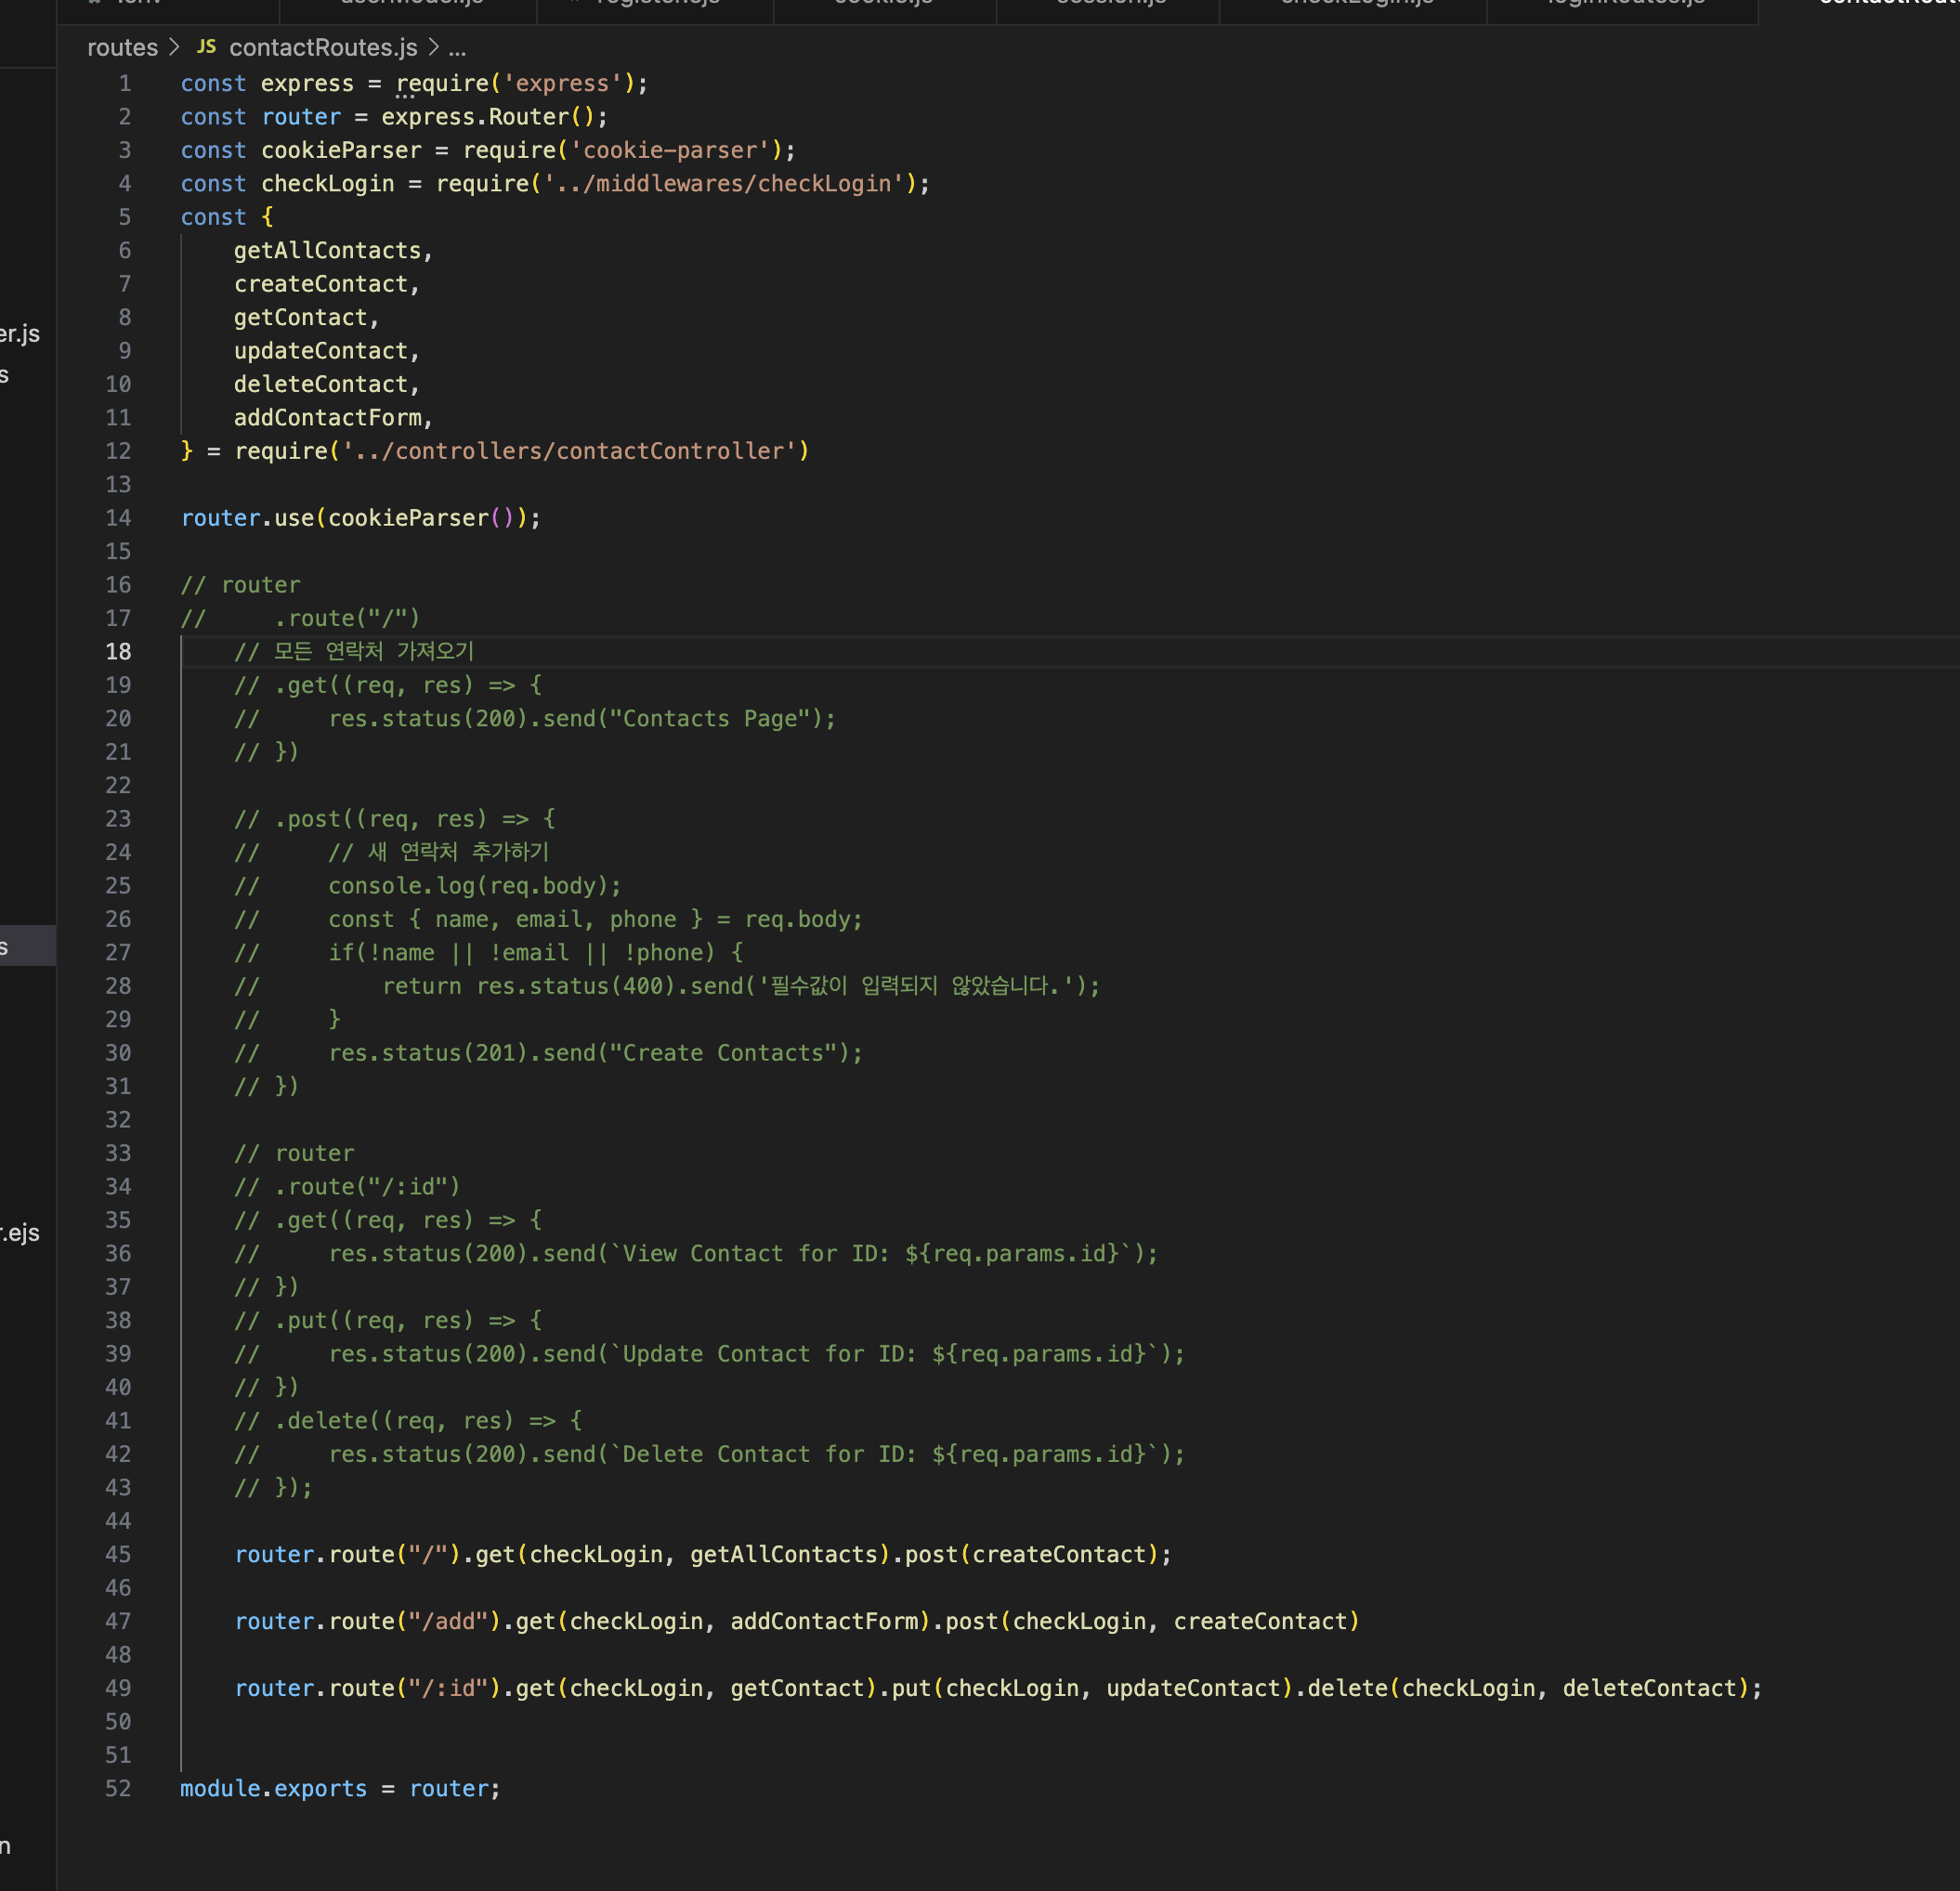 routes > JS contactRoutes.js > ...
1 const express = require('express');
2 const router = express.Router();
3 const cookieParser = require('cookie-parser');
4 const checkLogin = require('../middlewares/checkLogin');
5 const {
6     getAllContacts,
7     createContact,
8     getContact,
9     updateContact,
10     deleteContact,
11     addContactForm,
12 } = require('../controllers/contactController')
13
14 router.use(cookieParser());
15
16 // router
17 //     .route("/")
18     // 모든 연락처 가져오기
19     // .get((req, res) => {
20     //     res.status(200).send("Contacts Page");
21     // })
22
23     // .post((req, res) => {
24     //     // 새 연락처 추가하기
25     //     console.log(req.body);
26     //     const { name, email, phone } = req.body;
27     //     if(!name || !email || !phone) {
28     //         return res.status(400).send('필수값이 입력되지 않았습니다.');
29     //     }
30     //     res.status(201).send("Create Contacts");
31     // })
32
33     // router
34     // .route("/:id")
35     // .get((req, res) => {
36     //     res.status(200).send(`View Contact for ID: ${req.params.id}`);
37     // })
38     // .put((req, res) => {
39     //     res.status(200).send(`Update Contact for ID: ${req.params.id}`);
40     // })
41     // .delete((req, res) => {
42     //     res.status(200).send(`Delete Contact for ID: ${req.params.id}`);
43     // });
44
45     router.route("/").get(checkLogin, getAllContacts).post(createContact);
46
47     router.route("/add").get(checkLogin, addContactForm).post(checkLogin, createContact)
48
49     router.route("/:id").get(checkLogin, getContact).put(checkLogin, updateContact).delete(checkLogin, deleteContact);
50
51
52 module.exports = router;
er.js
s
s
r.ejs
n